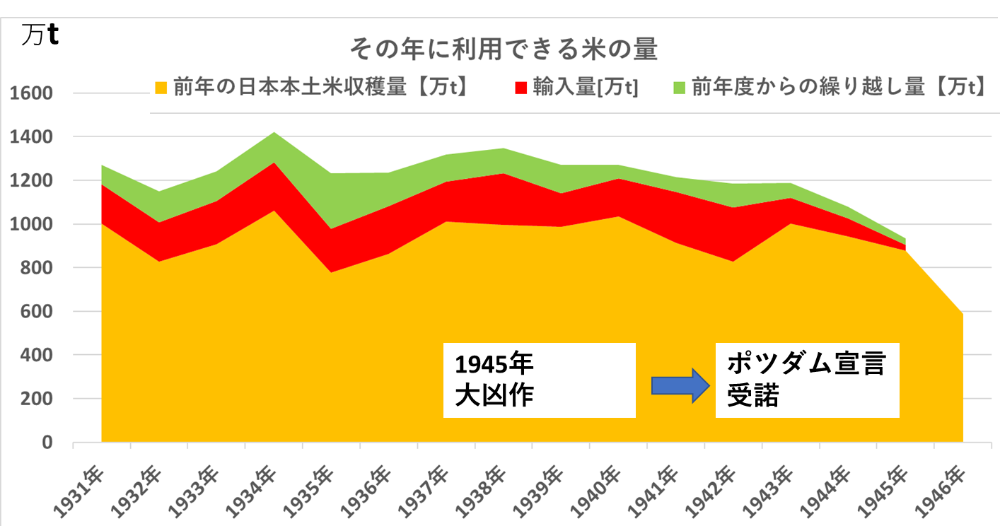 万t
その年に利用できる米の量
前年の日本本土米収穫量【万t】 輸入量[万t] 前年度からの繰り越し量【万t】
1600
1400
1200
1000
800
600
400
200
0
1945年
大凶作
ポツダム宣言
受諾
1931年 1932年 1933年 1934年 1935年 1936年 1937年 1938年 1939年 1940年 1941年 1942年 1943年 1944年 1945年 1946年